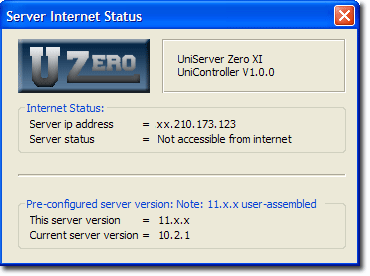 Server Internet Status
U ZERO
UniServer Zero XI
UniController V1.0.0
Internet Status:
Server ip address = xx.210.173.123
Server status = Not accessible from internet
Pre-configured server version: Note: 11.x.x user-assembled
This server version = 11.x.x
Current server version = 10.2.1